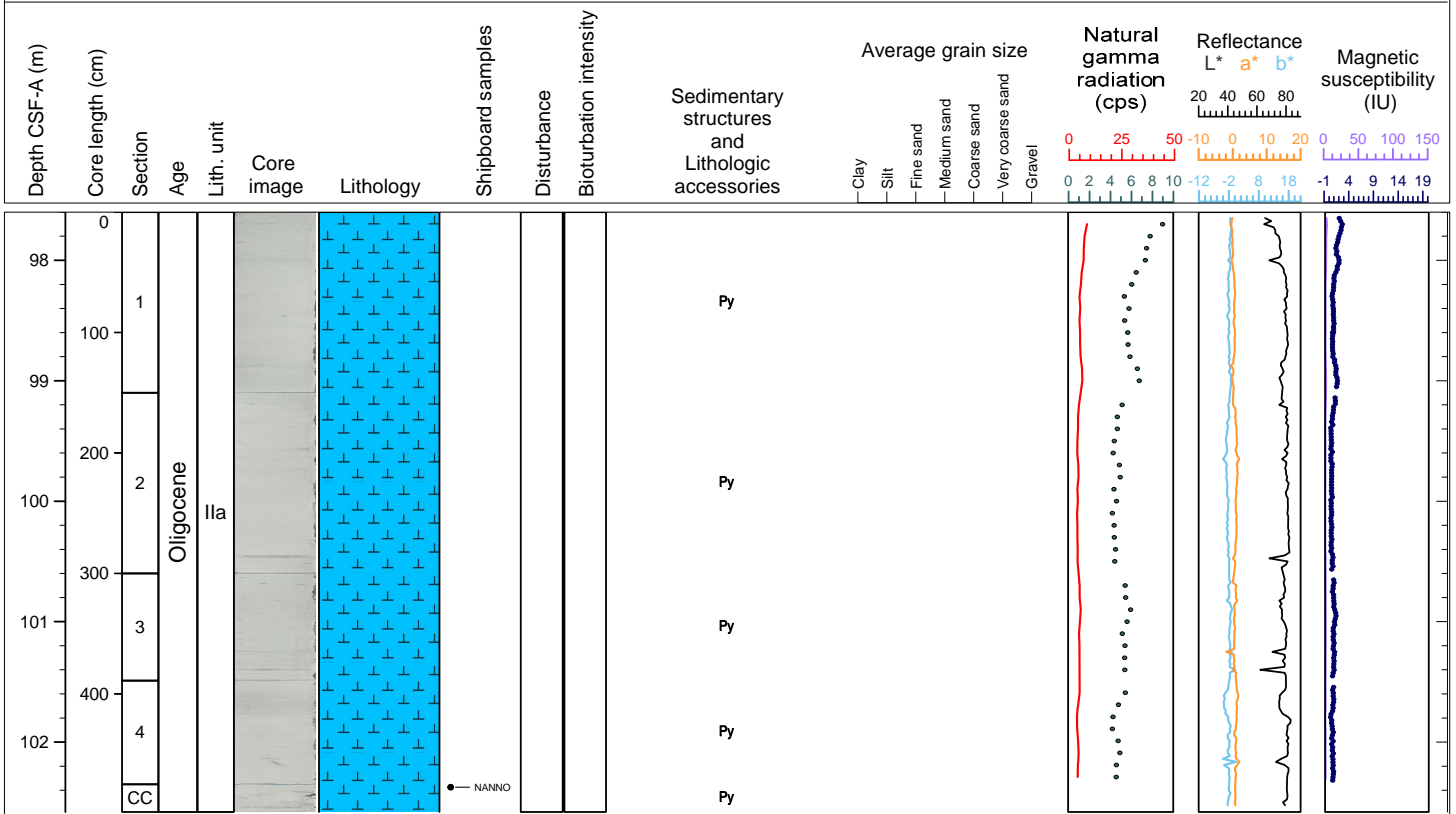 Depth CSF-A (m)
Core length (cm)
Section
Age
Lith. unit
Core
image
Lithology
Shipboard samples
Disturbance
Bioturbation intensity
Sedimentary
structures
and
Lithologic
accessories
Average grain size
Clay
Silt
Fine sand
Medium sand
Coarse sand
Very coarse sand
Gravel
Natural
gamma
radiation
(cps)
0 25 50
0 2 4 6 8 10
Reflectance
L* a* b*
20 40 60 80
-10 0 10 20
-12 -2 8 18
Magnetic
susceptibility
(IU)
0 50 100 150
-1 4 9 14 19
0
98
1
Py
100
99
200
Oligocene
2
Py
100
IIa
300
101
3
Py
400
4
Py
102
NANNO
CC
Py